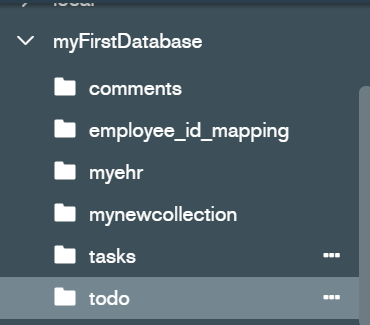 myFirstDatabase
comments
employee_id_mapping
myehr
mynewcollection
tasks
todo